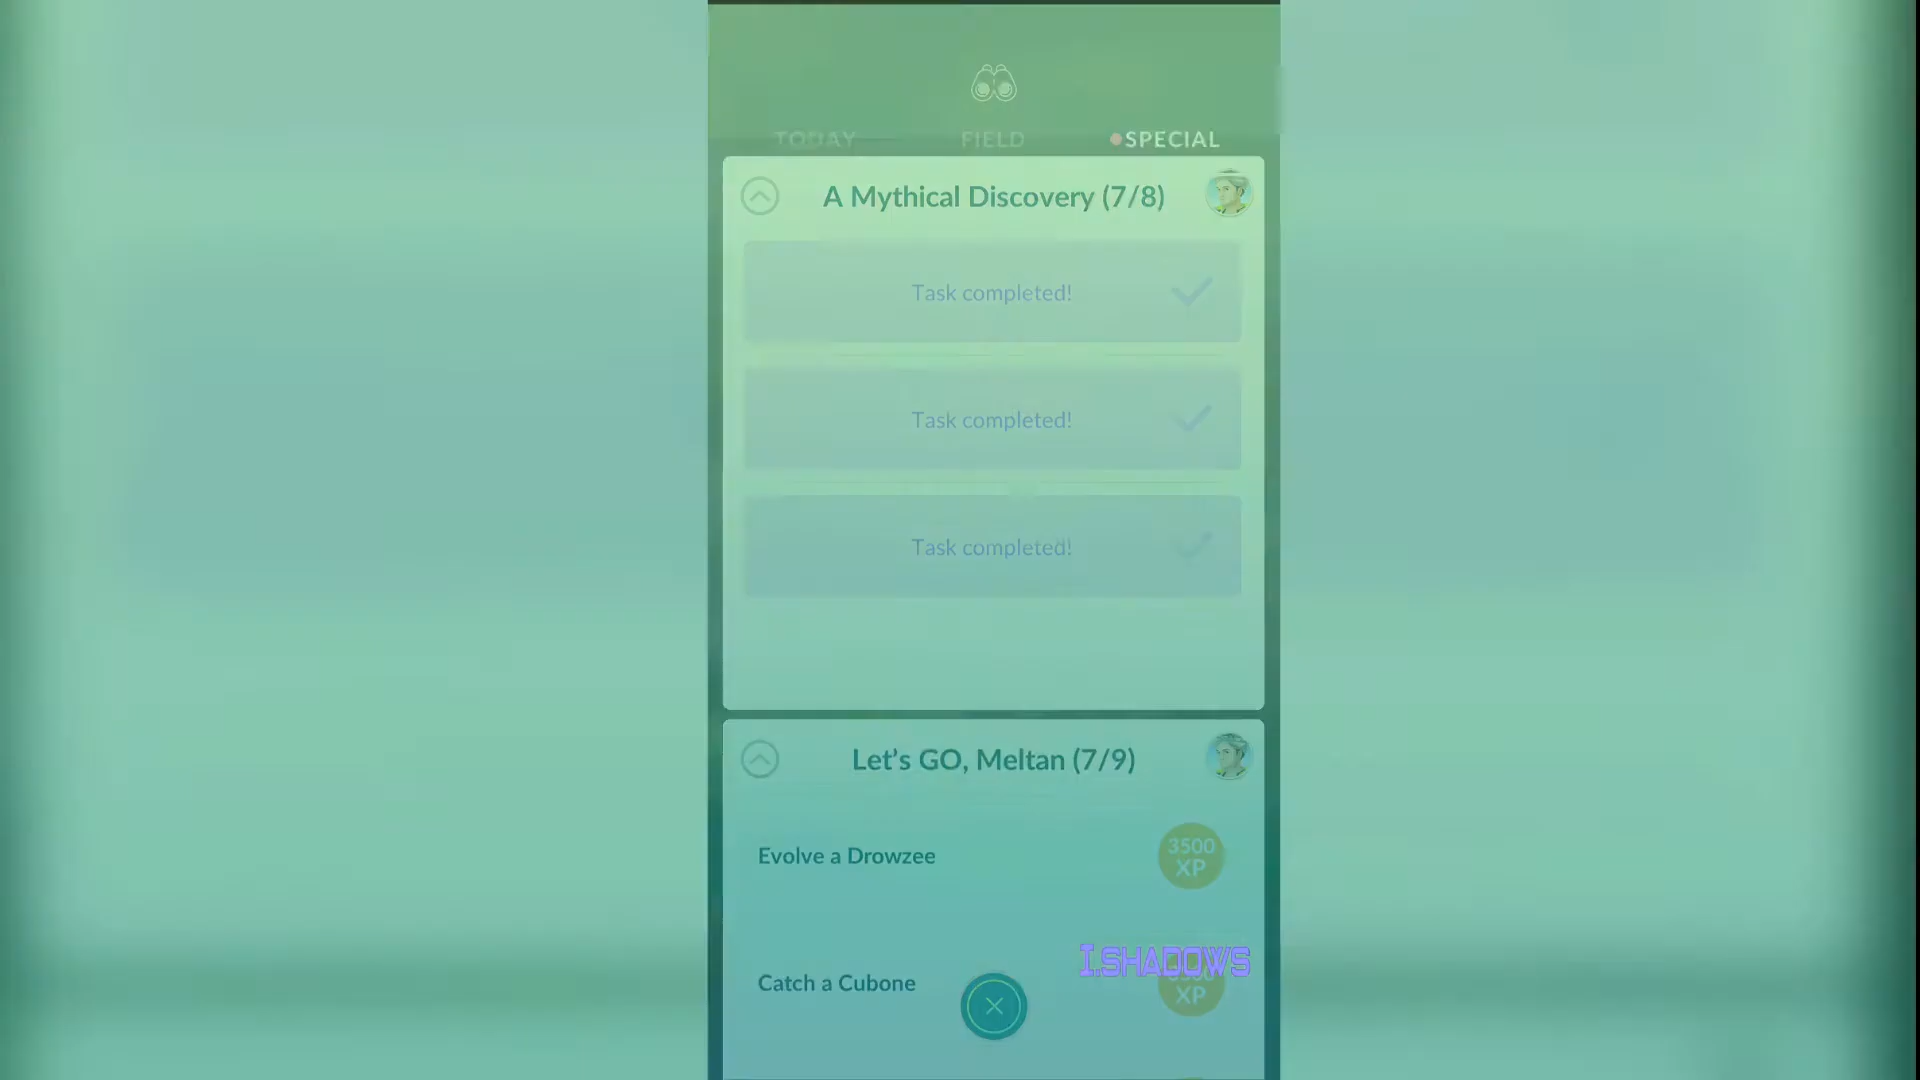 TODAY
FIELD
SPECIAL
A Mythical Discovery (7/8)
Task completed!
Task completed!
Task completed!
Let's GO, Meltan (7/9)
Evolve a Drowzee
3500
XP
I.SHADOWS
Catch a Cubone
XP